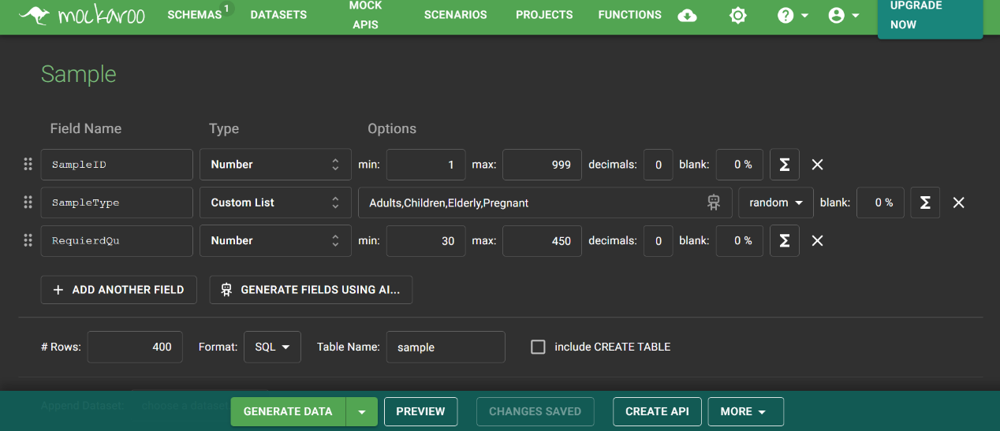 mockaroo SCHEMAS 1 DATASETS MOCK APIS SCENARIOS PROJECTS FUNCTIONS UPGRADE NOW
Sample
Field Name Type Options
SampleID Number min: 1 max: 999 decimals: 0 blank: 0 % Σ
SampleType Custom List Adults,Children,Elderly,Pregnant random blank: 0 % Σ
RequierdQu Number min: 30 max: 450 decimals: 0 blank: 0 % Σ
+ ADD ANOTHER FIELD GENERATE FIELDS USING AI...
# Rows: 400 Format: SQL Table Name: sample include CREATE TABLE
Append Dataset: choose a dataset
GENERATE DATA PREVIEW CHANGES SAVED CREATE API MORE